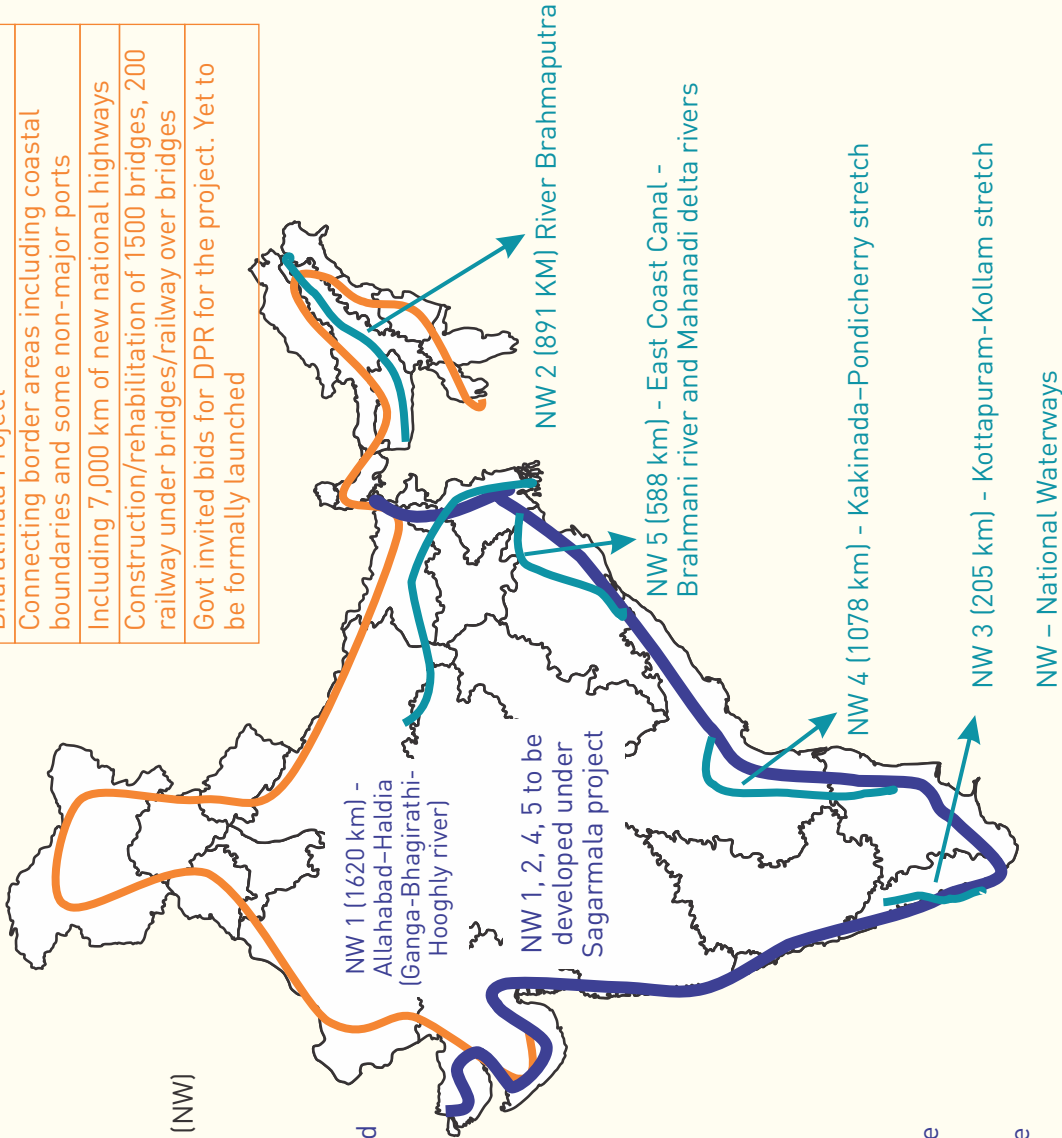 Bharatmala Project
Connecting border areas including coastal
boundaries and some non-major ports
Including 7,000 km of new national highways
Construction/rehabilitation of 1500 bridges, 200
railway under bridges/railway over bridges
Govt invited bids for DPR for the project. Yet to
be formally launched
(NW)
d
NW 1 (1620 km) -
Allahabad-Haldia
(Ganga-Bhagirathi-
Hooghly river)
NW 1, 2, 4, 5 to be
developed under
Sagarmala project
NW 2 (891 KM) River Brahmaputra
NW 5 (588 km) - East Coast Canal -
Brahmani river and Mahanadi delta rivers
NW 4 (1078 km) - Kakinada–Pondicherry stretch
NW 3 (205 km) - Kottapuram-Kollam stretch
NW – National Waterways
e
e